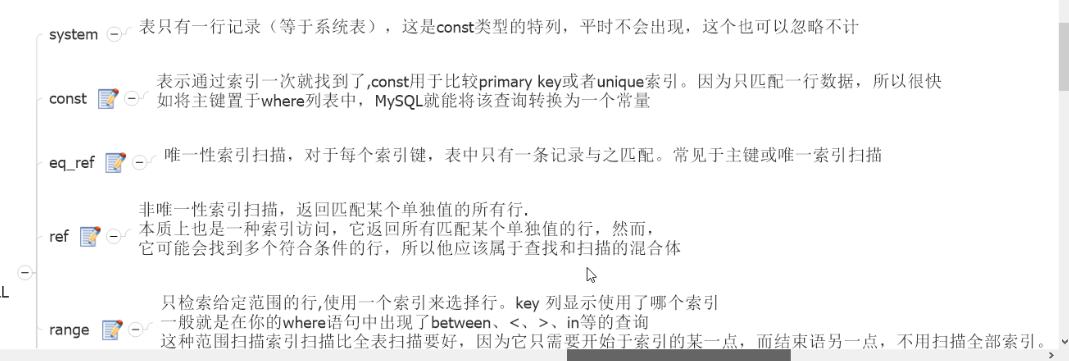 system
表只有一行记录（等于系统表），这是const类型的特列，平时不会出现，这个也可以忽略不计
const
表示通过索引一次就找到了,const用于比较primary key或者unique索引。因为只匹配一行数据，所以很快
如将主键置于where列表中，MySQL就能将该查询转换为一个常量
eq_ref
唯一性索引扫描，对于每个索引键，表中只有一条记录与之匹配。常见于主键或唯一索引扫描
ref
非唯一性索引扫描，返回匹配某个单独值的所有行.
本质上也是一种索引访问，它返回所有匹配某个单独值的行，然而，
它可能会找到多个符合条件的行，所以他应该属于查找和扫描的混合体
range
只检索给定范围的行,使用一个索引来选择行。key 列显示使用了哪个索引
一般就是在你的where语句中出现了between、<、>、in等的查询
这种范围扫描索引扫描比全表扫描要好，因为它只需要开始于索引的某一点，而结束语另一点，不用扫描全部索引。